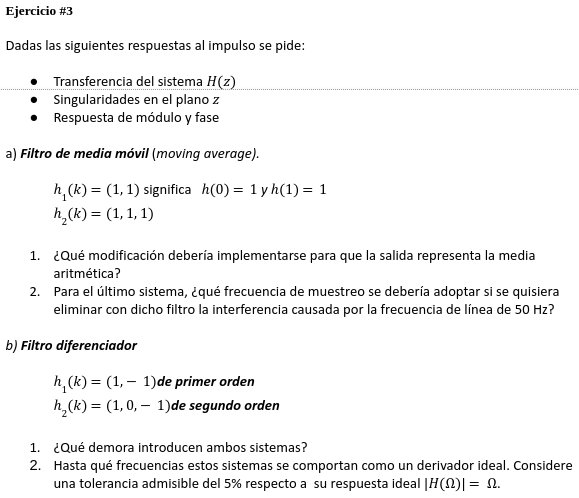 Ejercicio #3
Dadas las siguientes respuestas al impulso se pide:
● Transferencia del sistema H(z)
● Singularidades en el plano z
● Respuesta de módulo y fase
a) Filtro de media móvil (moving average).
h₁(k) = (1, 1) significa h(0) = 1 y h(1) = 1
h₂(k) = (1, 1, 1)
1. ¿Qué modificación debería implementarse para que la salida representa la media
aritmética?
2. Para el último sistema, ¿qué frecuencia de muestreo se debería adoptar si se quisiera
eliminar con dicho filtro la interferencia causada por la frecuencia de línea de 50 Hz?
b) Filtro diferenciador
h₁(k) = (1, − 1)de primer orden
h₂(k) = (1, 0, − 1)de segundo orden
1. ¿Qué demora introducen ambos sistemas?
2. Hasta qué frecuencias estos sistemas se comportan como un derivador ideal. Considere
una tolerancia admisible del 5% respecto a su respuesta ideal |H(Ω)| = Ω.